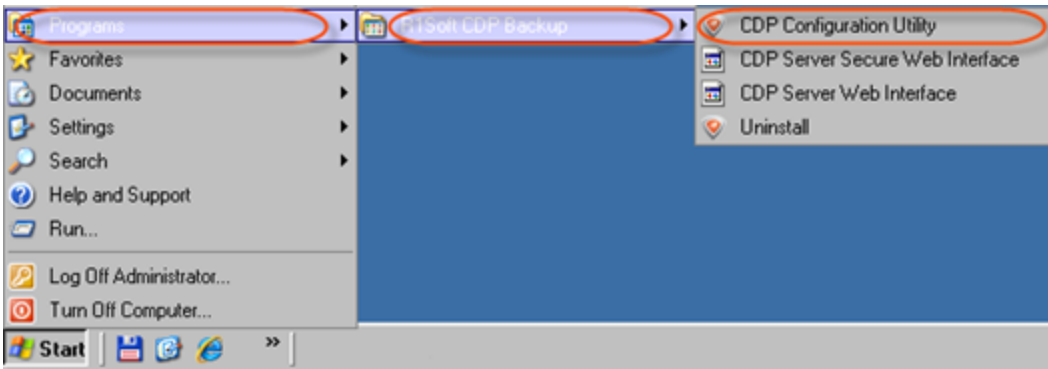 Programs
Favorites
Documents
Settings
Search
Help and Support
Run...
Log Off Administrator...
Turn Off Computer...
Start
»
R1Soft CDP Backup
CDP Configuration Utility
CDP Server Secure Web Interface
CDP Server Web Interface
Uninstall